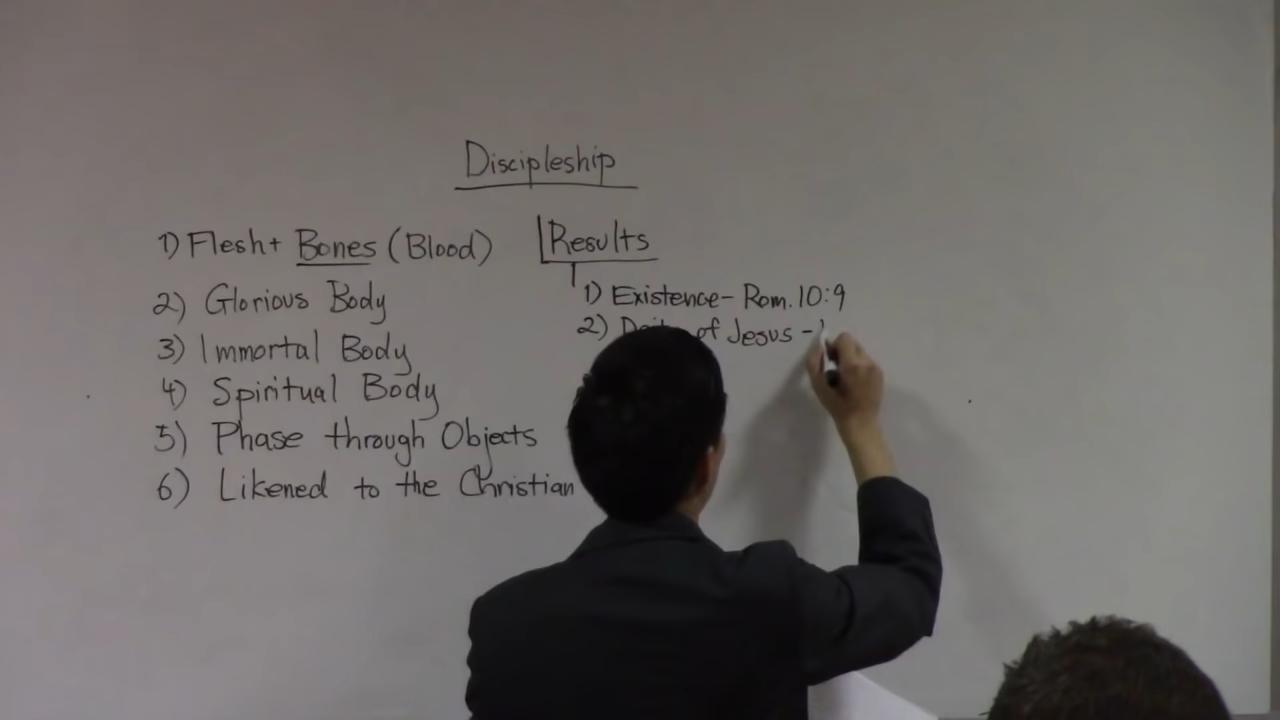 Discipleship
1) Flesh + Bones (Blood)
2) Glorious Body
3) Immortal Body
4) Spiritual Body
5) Phase through Objects
6) Likened to the Christian
Results
1) Existence - Rom. 10:9
2) of Jesus -